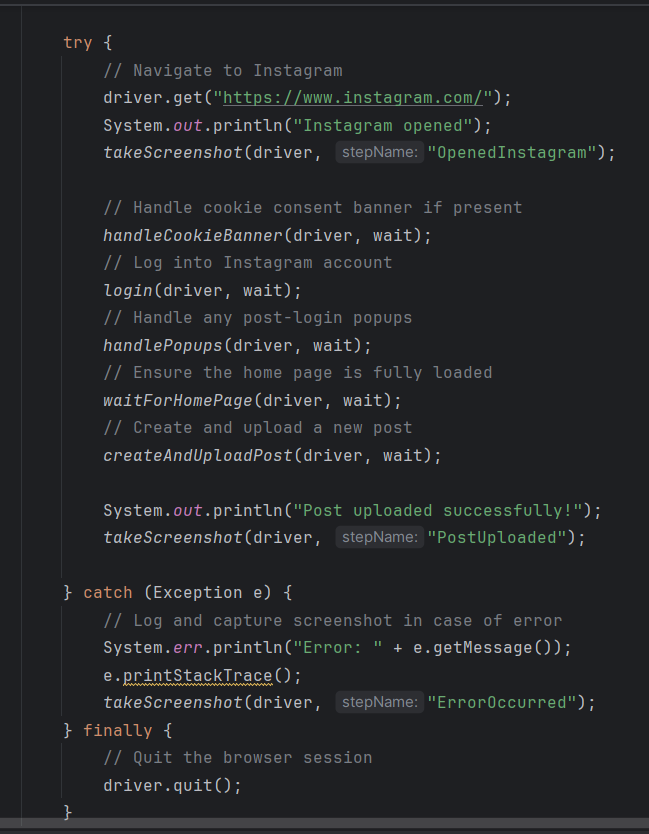 try {
// Navigate to Instagram
driver.get("https://www.instagram.com/");
System.out.println("Instagram opened");
takeScreenshot(driver, stepName: "OpenedInstagram");
// Handle cookie consent banner if present
handleCookieBanner(driver, wait);
// Log into Instagram account
login(driver, wait);
// Handle any post-login popups
handlePopups(driver, wait);
// Ensure the home page is fully loaded
waitForHomePage(driver, wait);
// Create and upload a new post
createAndUploadPost(driver, wait);
System.out.println("Post uploaded successfully!");
takeScreenshot(driver, stepName: "PostUploaded");
} catch (Exception e) {
// Log and capture screenshot in case of error
System.err.println("Error: " + e.getMessage());
e.printStackTrace();
takeScreenshot(driver, stepName: "ErrorOccurred");
} finally {
// Quit the browser session
driver.quit();
}